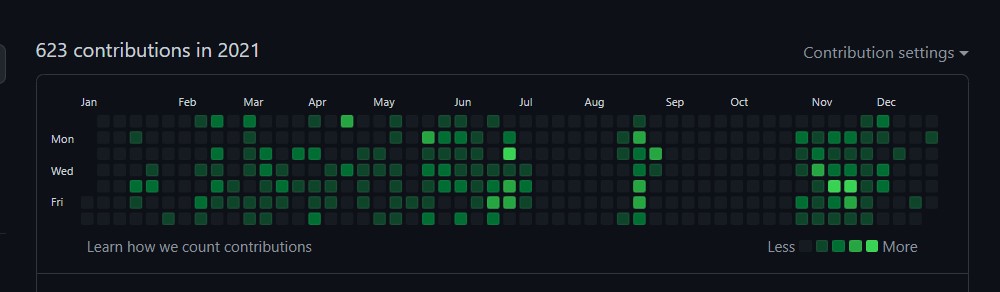 623 contributions in 2021
Contribution settings
Jan Feb Mar Apr May Jun Jul Aug Sep Oct Nov Dec
Mon
Wed
Fri
Learn how we count contributions
Less More